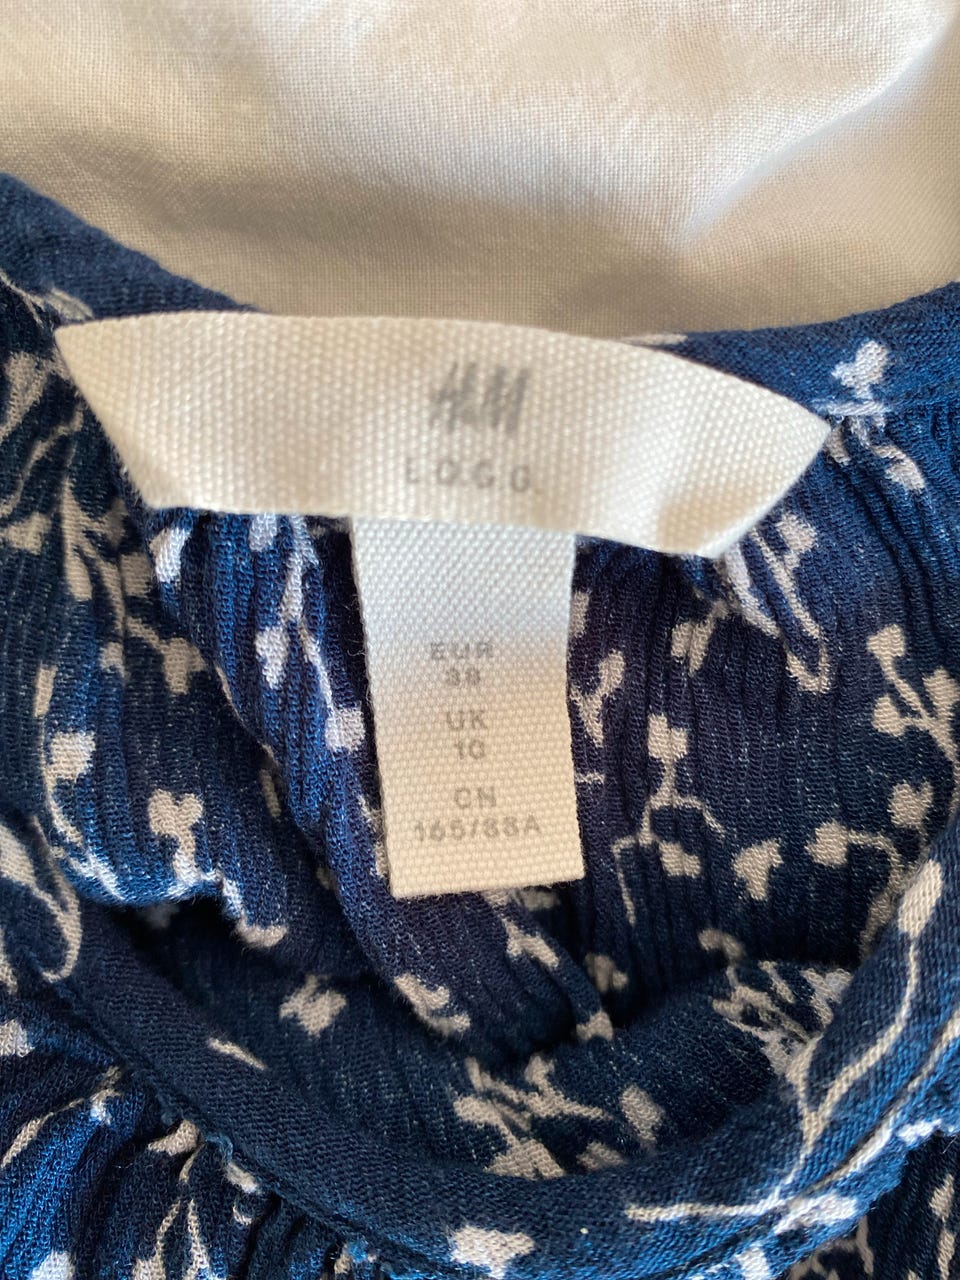 H&M
L.O.G.G.
EUR
38
UK
10
CN
165/88A